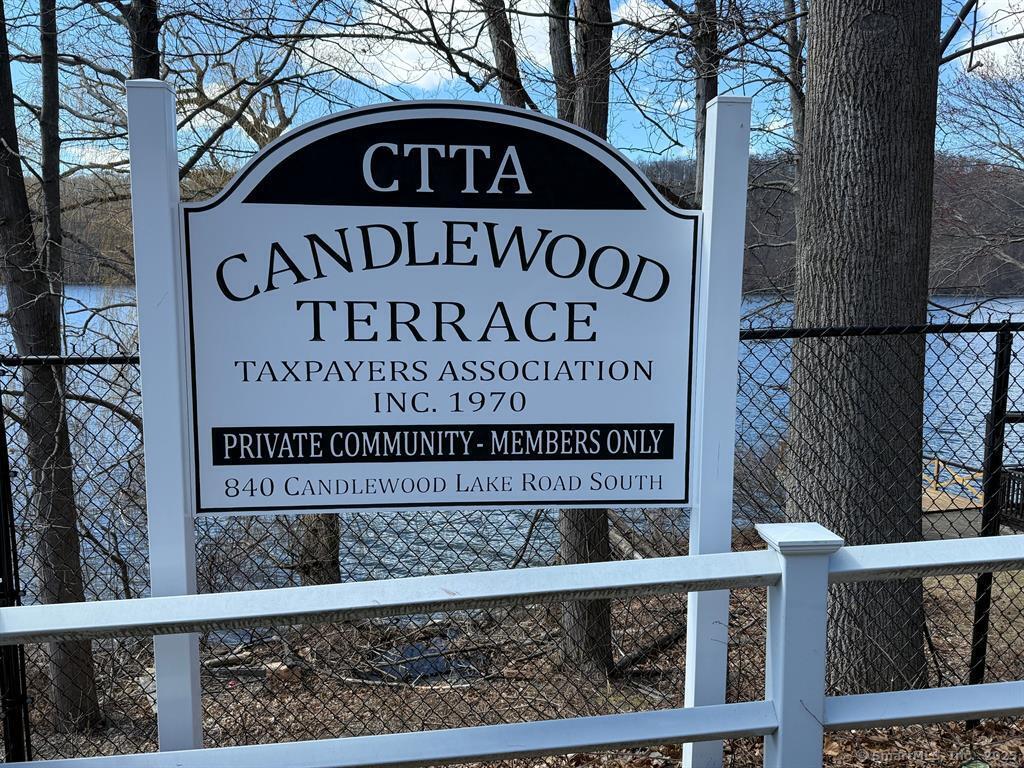 CTTA
CANDLEWOOD
TERRACE
TAXPAYERS ASSOCIATION
INC. 1970
PRIVATE COMMUNITY - MEMBERS ONLY
840 CANDLEWOOD LAKE ROAD SOUTH